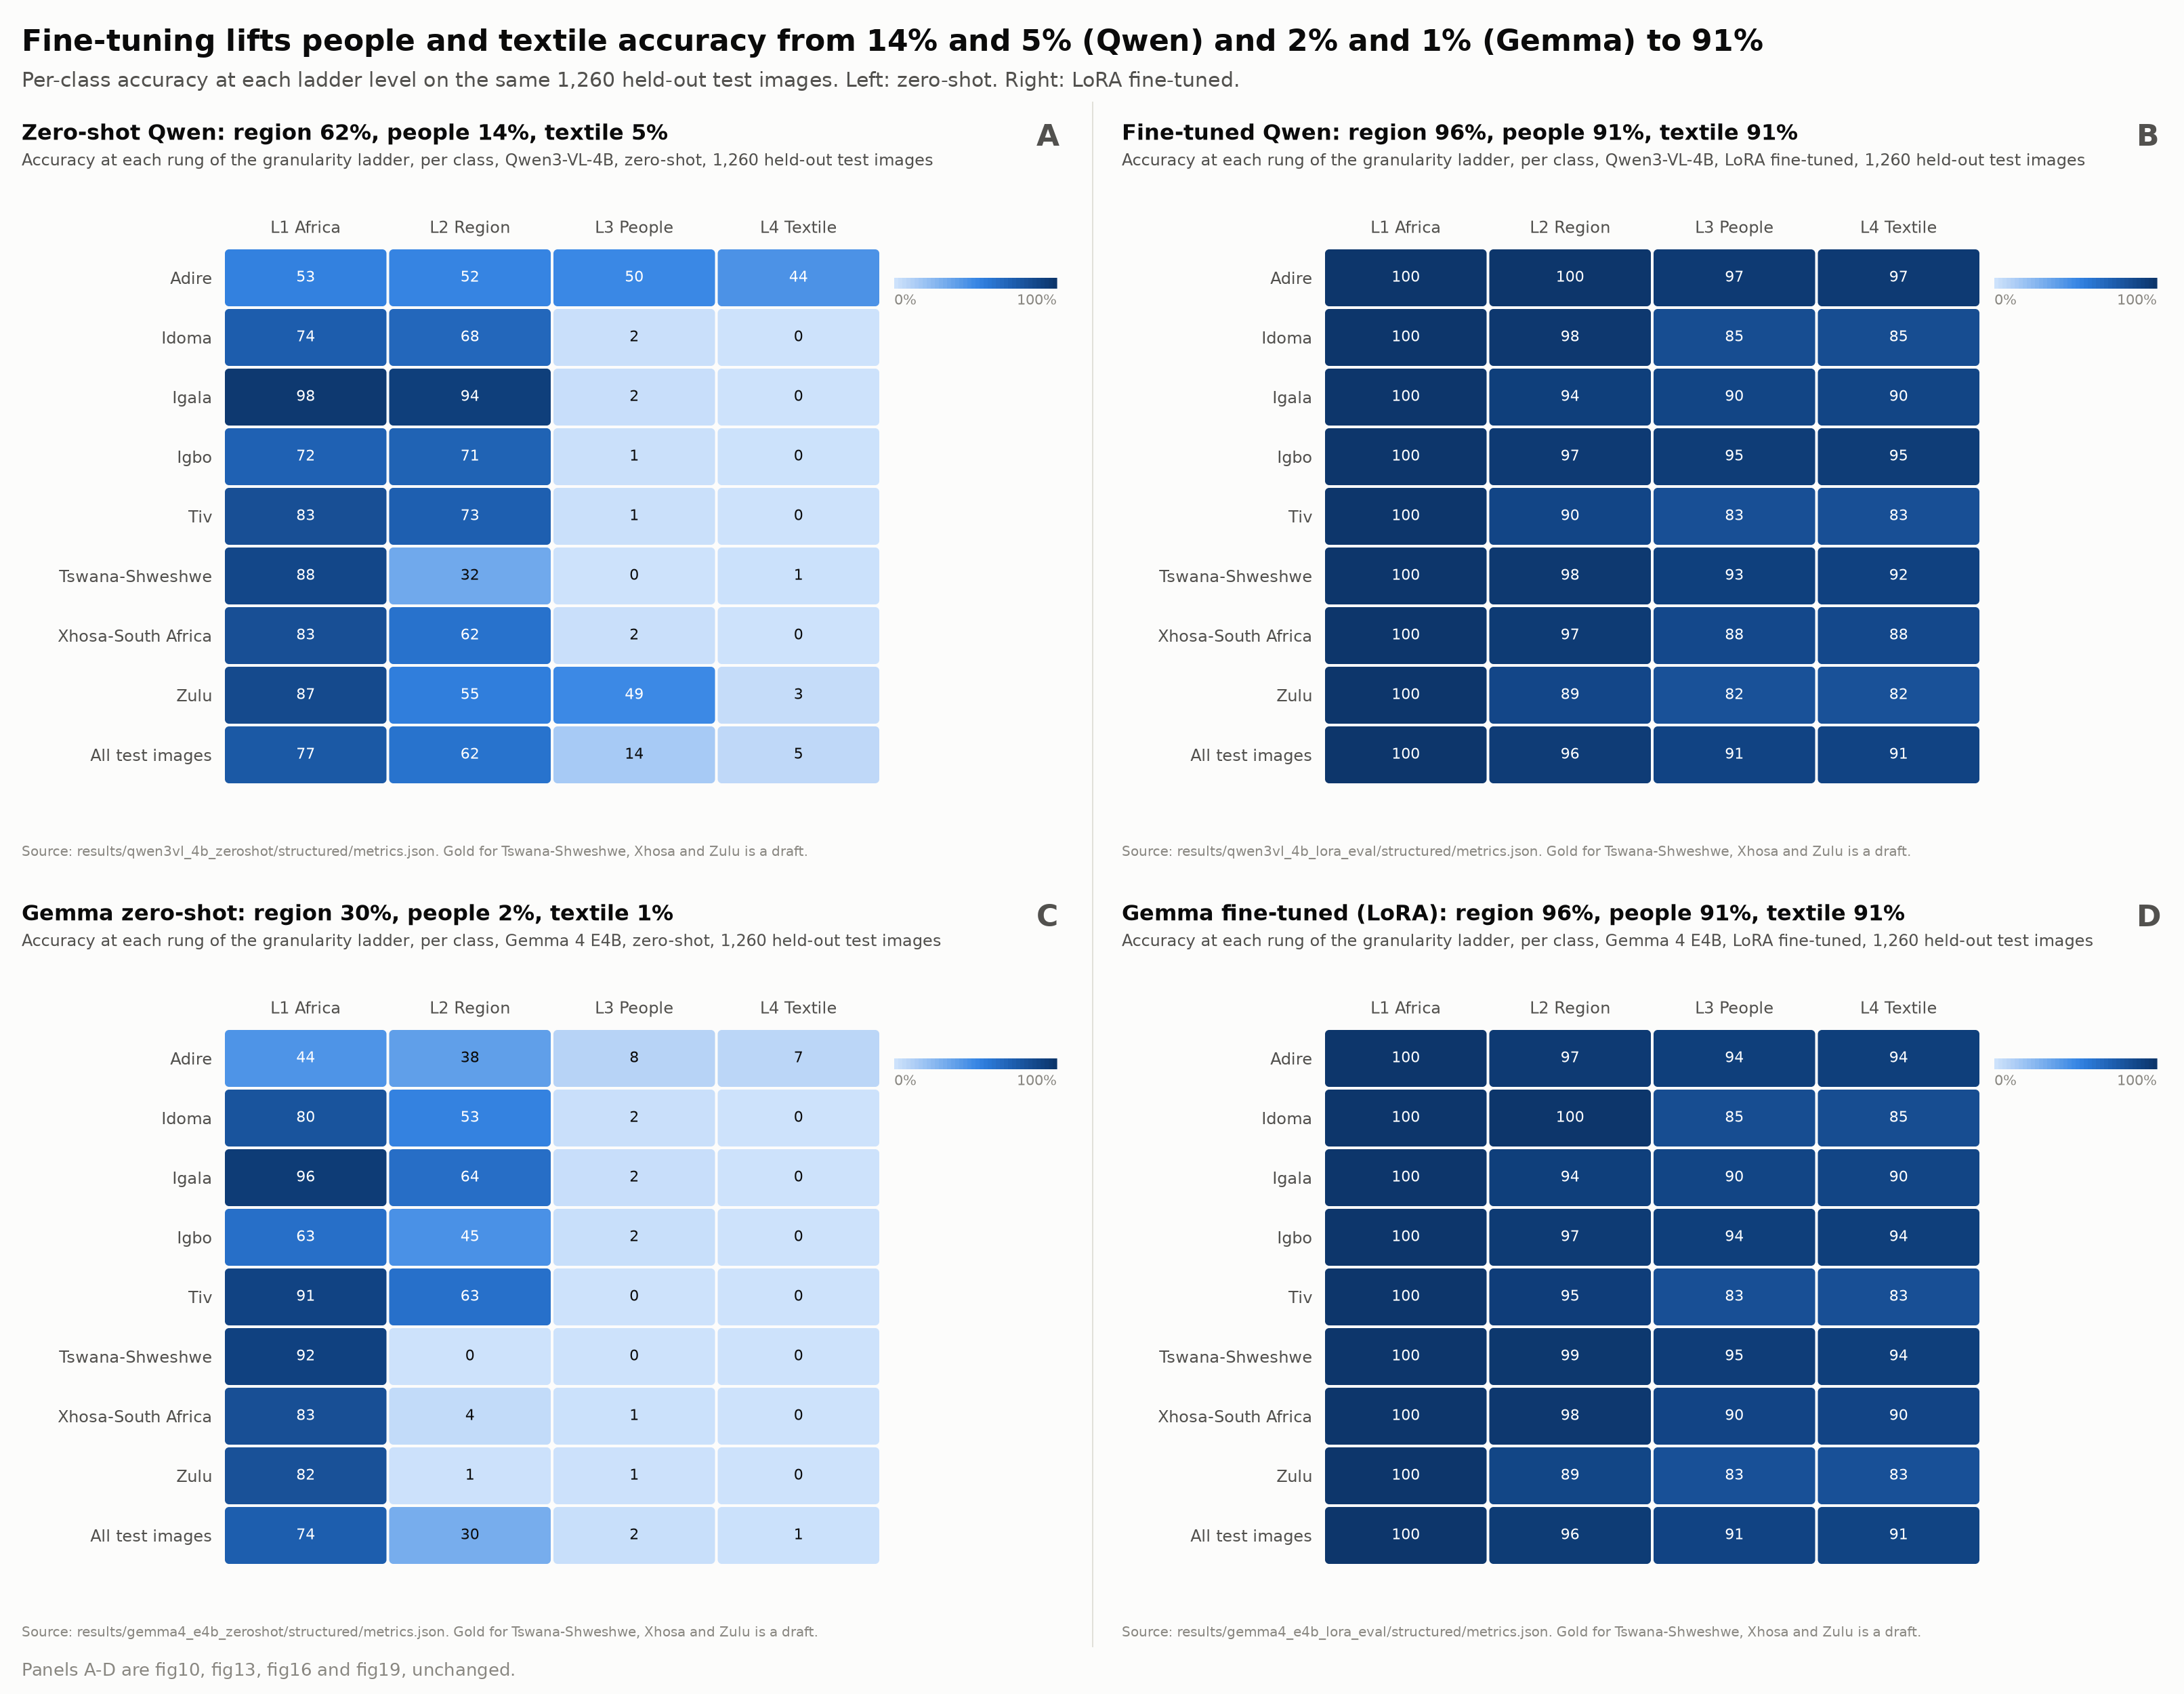 Fine-tuning lifts people and textile accuracy from 14% and 5% (Qwen) and 2% and 1% (Gemma) to 91%
Per-class accuracy at each ladder level on the same 1,260 held-out test images. Left: zero-shot. Right: LoRA fine-tuned.
Zero-shot Qwen: region 62%, people 14%, textile 5%
A
Accuracy at each rung of the granularity ladder, per class, Qwen3-VL-4B, zero-shot, 1,260 held-out test images
L1 Africa L2 Region L3 People L4 Textile
Adire 53 52 50 44
0% 100%
Idoma 74 68 2 0
Igala 98 94 2 0
Igbo 72 71 1 0
Tiv 83 73 1 0
Tswana-Shweshwe 88 32 0 1
Xhosa-South Africa 83 62 2 0
Zulu 87 55 49 3
All test images 77 62 14 5
Source: results/qwen3vl_4b_zeroshot/structured/metrics.json. Gold for Tswana-Shweshwe, Xhosa and Zulu is a draft.
Fine-tuned Qwen: region 96%, people 91%, textile 91%
B
Accuracy at each rung of the granularity ladder, per class, Qwen3-VL-4B, LoRA fine-tuned, 1,260 held-out test images
L1 Africa L2 Region L3 People L4 Textile
Adire 100 100 97 97
0% 100%
Idoma 100 98 85 85
Igala 100 94 90 90
Igbo 100 97 95 95
Tiv 100 90 83 83
Tswana-Shweshwe 100 98 93 92
Xhosa-South Africa 100 97 88 88
Zulu 100 89 82 82
All test images 100 96 91 91
Source: results/qwen3vl_4b_lora_eval/structured/metrics.json. Gold for Tswana-Shweshwe, Xhosa and Zulu is a draft.
Gemma zero-shot: region 30%, people 2%, textile 1%
C
Accuracy at each rung of the granularity ladder, per class, Gemma 4 E4B, zero-shot, 1,260 held-out test images
L1 Africa L2 Region L3 People L4 Textile
Adire 44 38 8 7
0% 100%
Idoma 80 53 2 0
Igala 96 64 2 0
Igbo 63 45 2 0
Tiv 91 63 0 0
Tswana-Shweshwe 92 0 0 0
Xhosa-South Africa 83 4 1 0
Zulu 82 1 1 0
All test images 74 30 2 1
Source: results/gemma4_e4b_zeroshot/structured/metrics.json. Gold for Tswana-Shweshwe, Xhosa and Zulu is a draft.
Gemma fine-tuned (LoRA): region 96%, people 91%, textile 91%
D
Accuracy at each rung of the granularity ladder, per class, Gemma 4 E4B, LoRA fine-tuned, 1,260 held-out test images
L1 Africa L2 Region L3 People L4 Textile
Adire 100 97 94 94
0% 100%
Idoma 100 100 85 85
Igala 100 94 90 90
Igbo 100 97 94 94
Tiv 100 95 83 83
Tswana-Shweshwe 100 99 95 94
Xhosa-South Africa 100 98 90 90
Zulu 100 89 83 83
All test images 100 96 91 91
Source: results/gemma4_e4b_lora_eval/structured/metrics.json. Gold for Tswana-Shweshwe, Xhosa and Zulu is a draft.
Panels A-D are fig10, fig13, fig16 and fig19, unchanged.